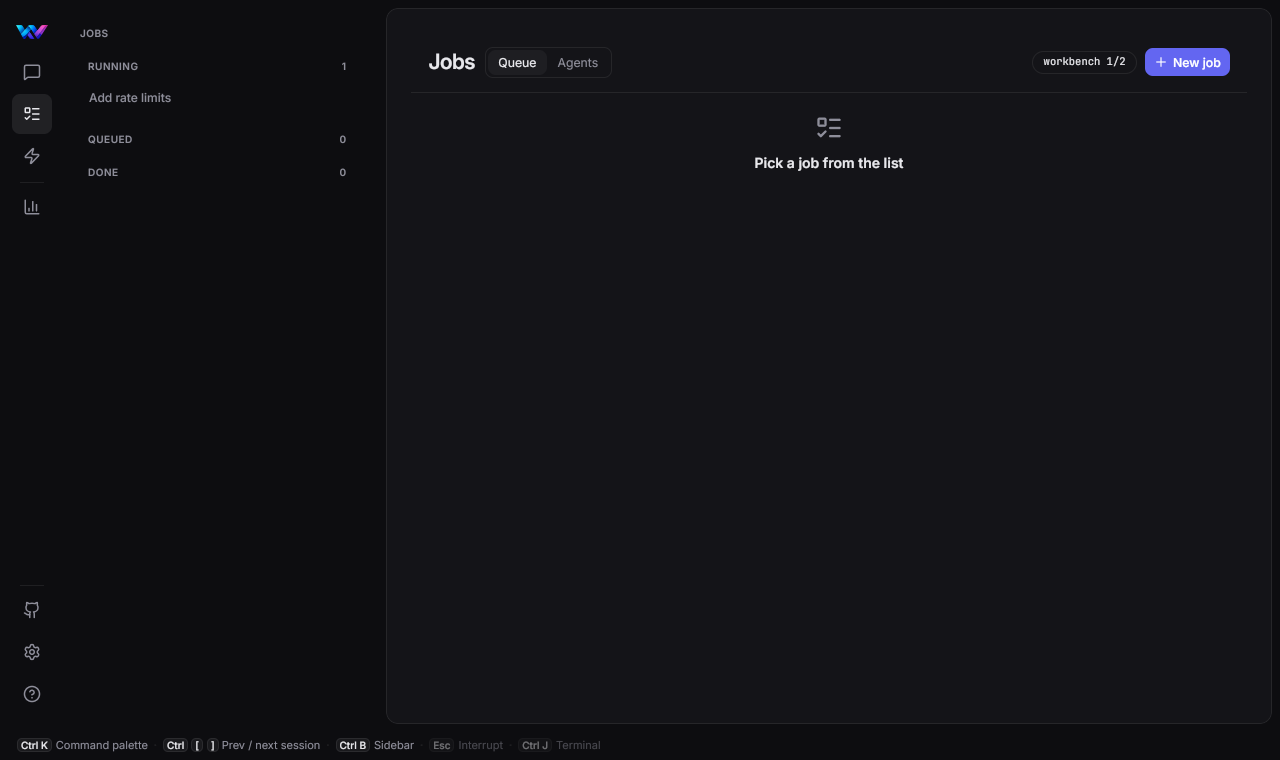 JOBS
RUNNING 1
Add rate limits
QUEUED 0
DONE 0
Jobs Queue Agents workbench 1/2 + New job
Pick a job from the list
Ctrl K Command palette · Ctrl [ ] Prev / next session · Ctrl B Sidebar · Esc Interrupt · Ctrl J Terminal